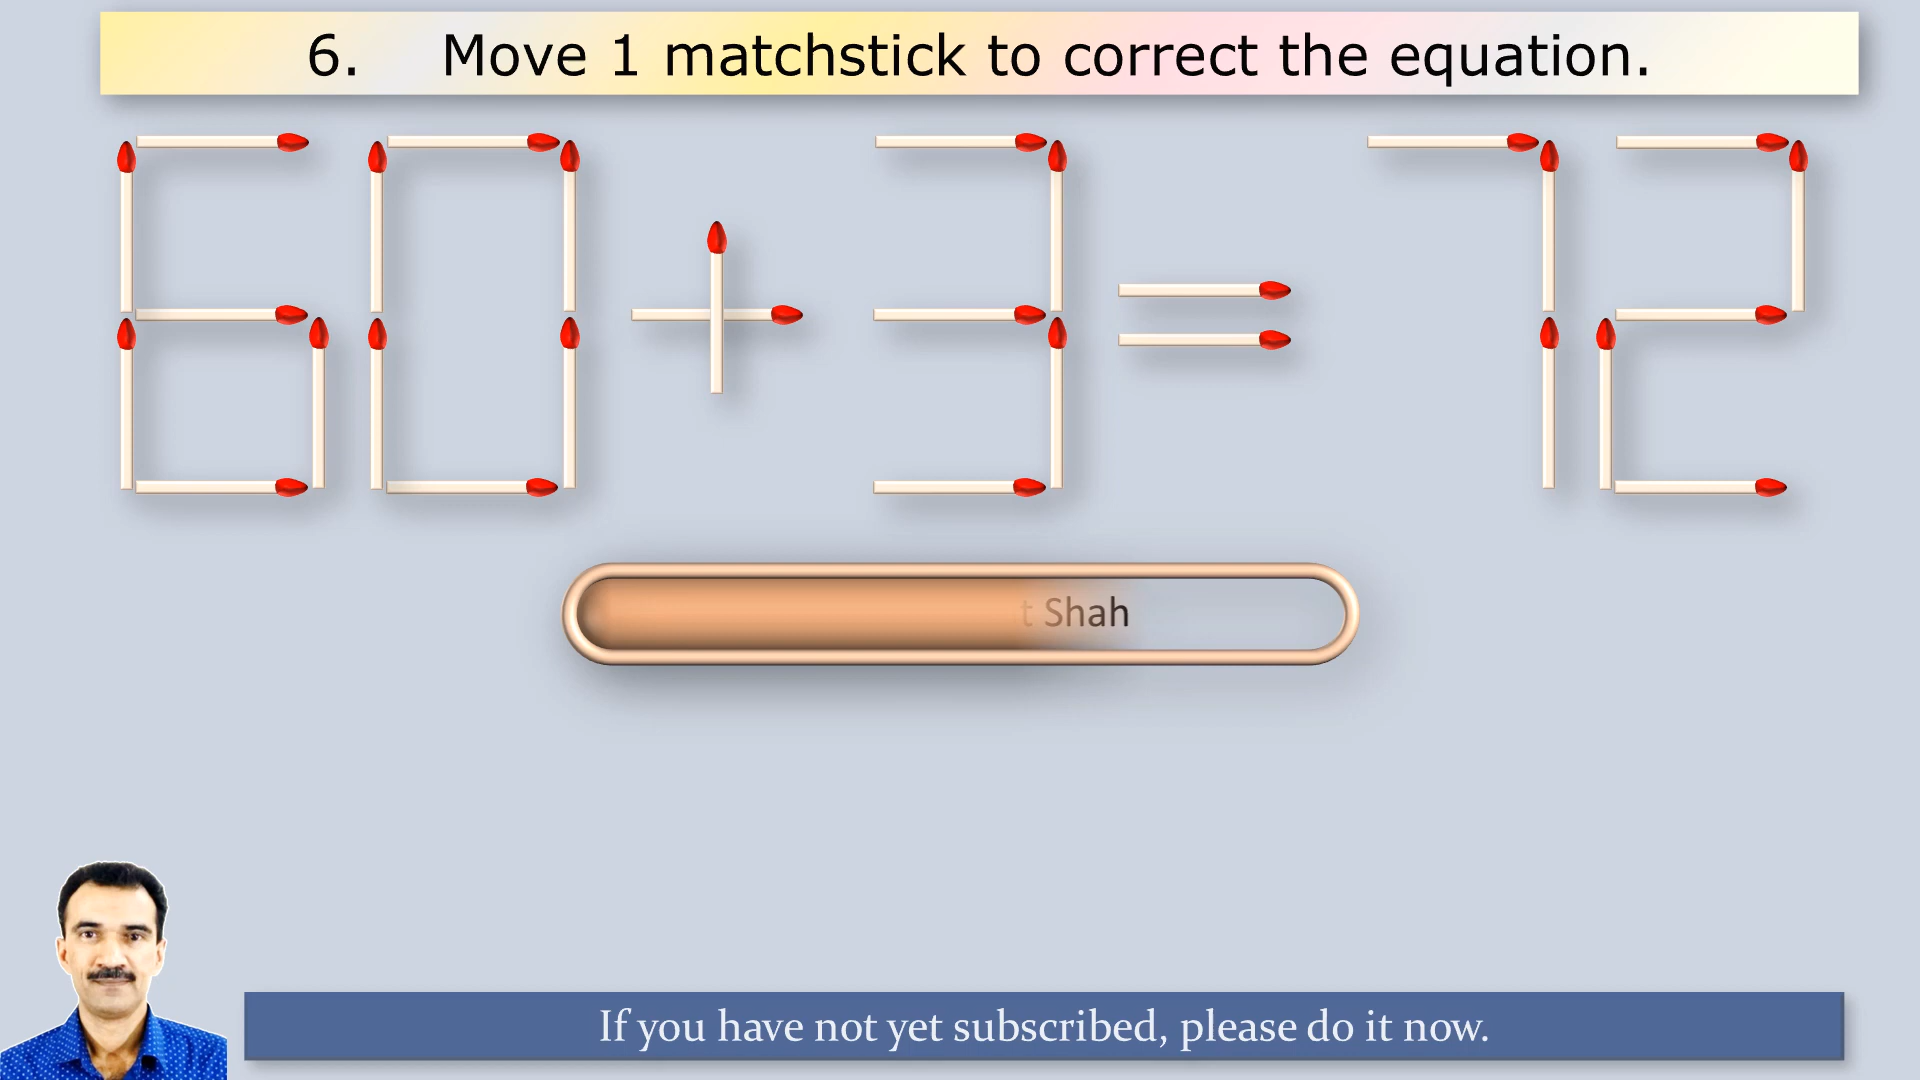 6. Move 1 matchstick to correct the equation.
60 + 3 = 72
t Shah
If you have not yet subscribed, please do it now.